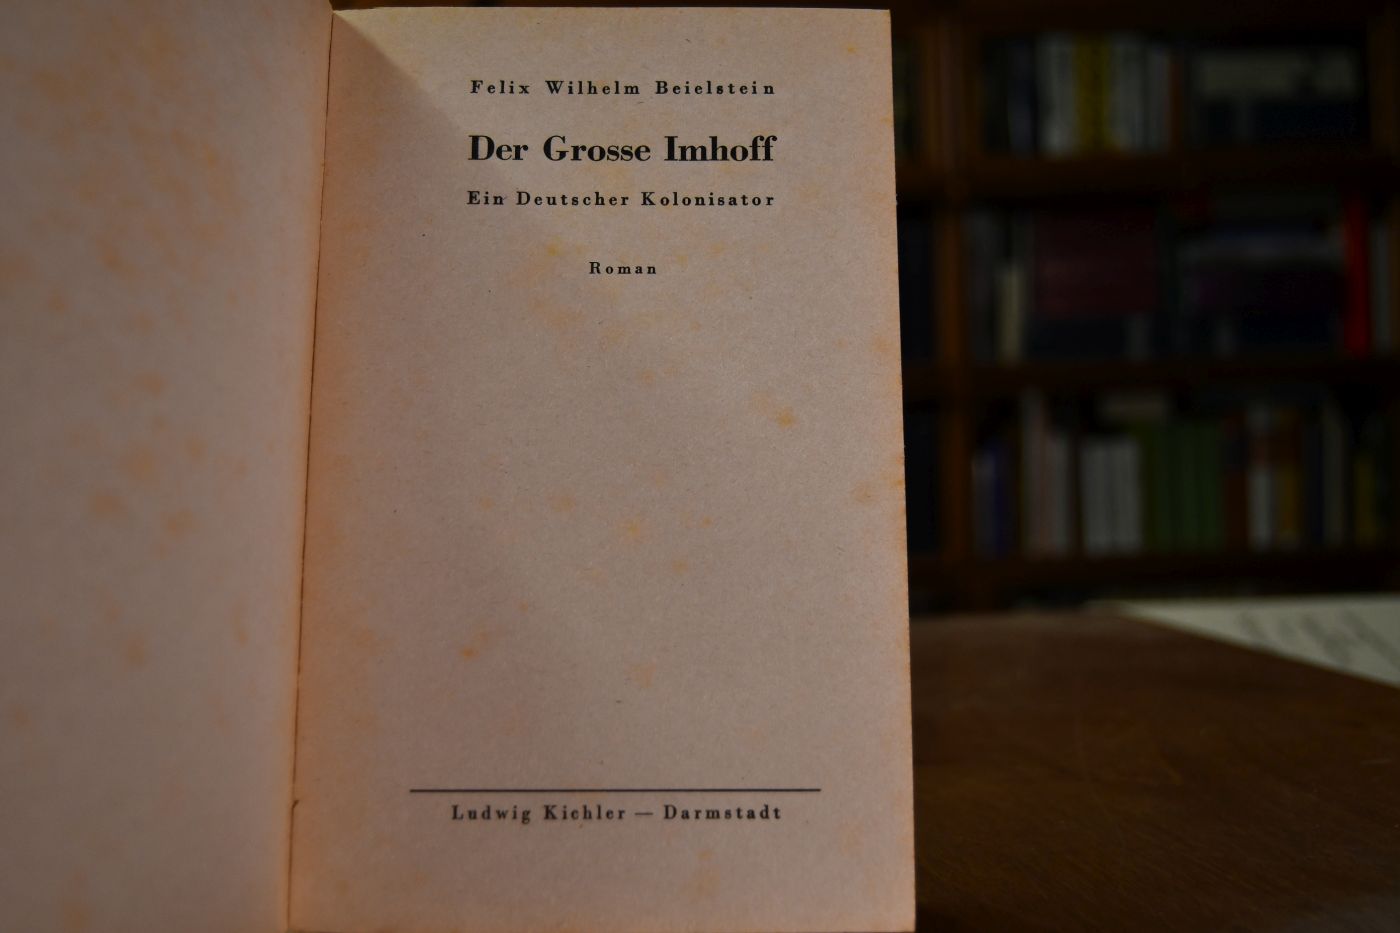 Felix Wilhelm Beielstein
Der Grosse Imhoff
Ein Deutscher Kolonisator
Roman
Ludwig Kichler — Darmstadt